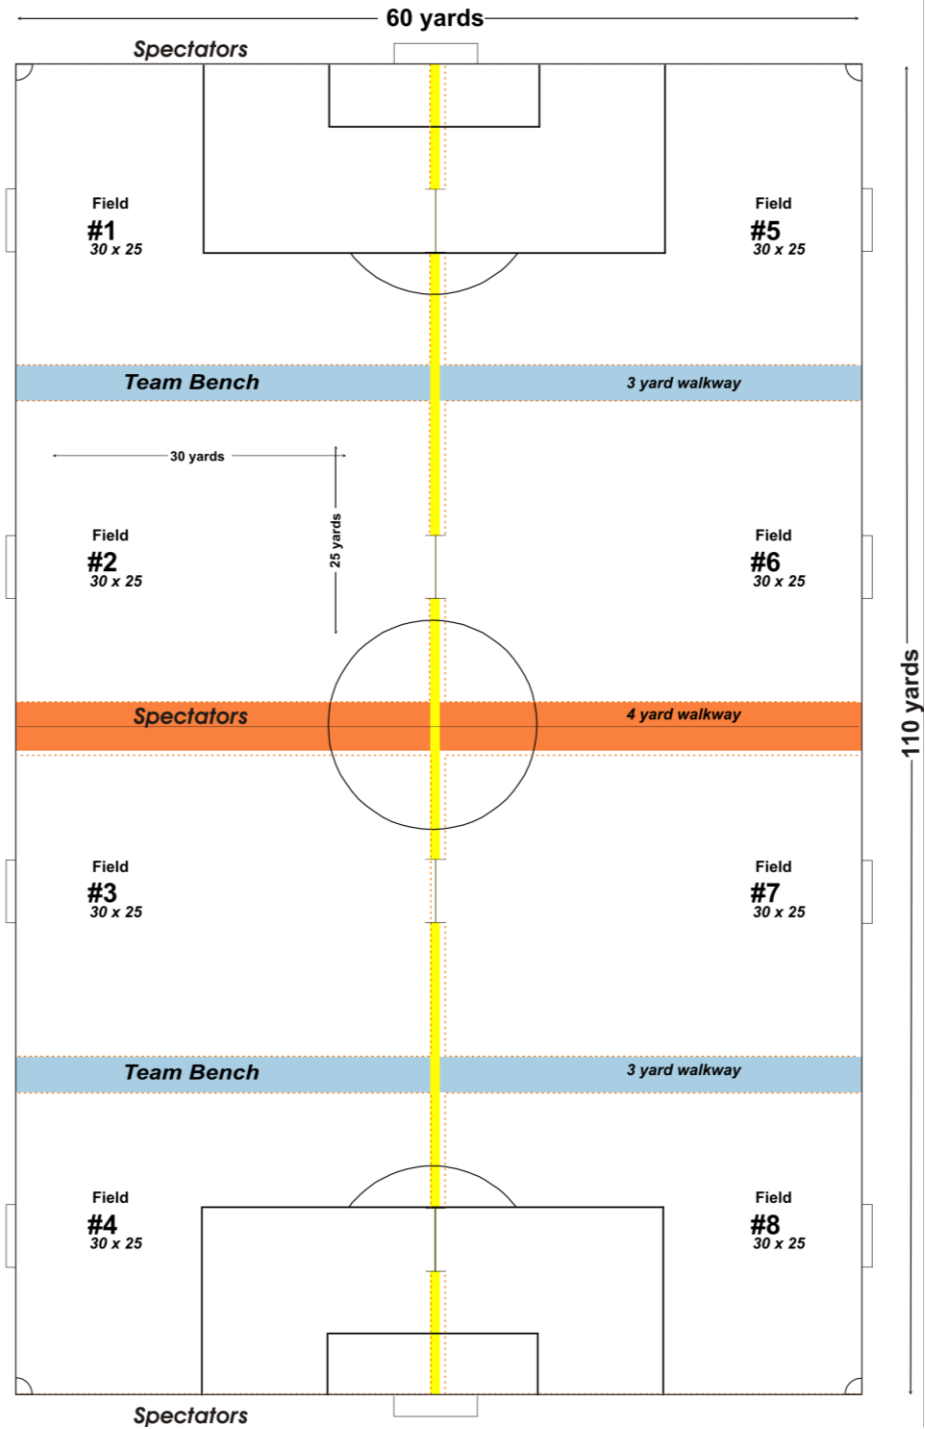 60 yards
Spectators
Field
#1
30 x 25
Field
#5
30 x 25
Team Bench
3 yard walkway
30 yards
25 yards
Field
#2
30 x 25
Field
#6
30 x 25
110 yards
Spectators
4 yard walkway
Field
#3
30 x 25
Field
#7
30 x 25
Team Bench
3 yard walkway
Field
#4
30 x 25
Field
#8
30 x 25
Spectators